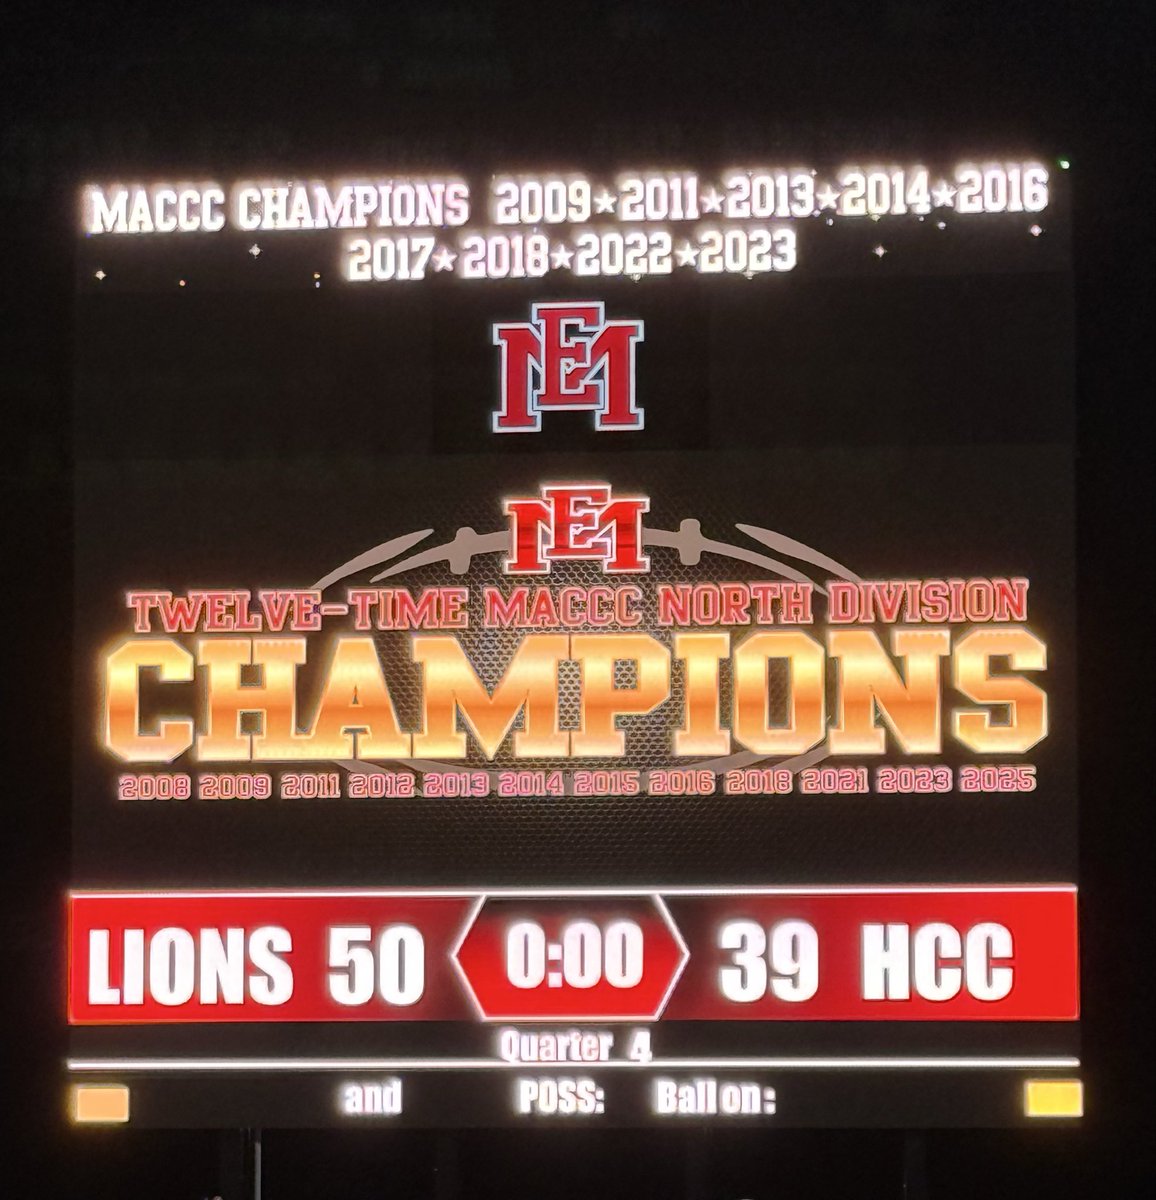 MACCC CHAMPIONS 2009★2011★2013★2014★2016
2017★2018★2022★2023
EM
EM
TWELVE-TIME MACCC NORTH DIVISION
CHAMPIONS
2008 2009 2011 2012 2013 2014 2015 2016 2018 2021 2023 2025
LIONS 50 0:00 39 HCC
Quarter 4
and POSS: Ball on: